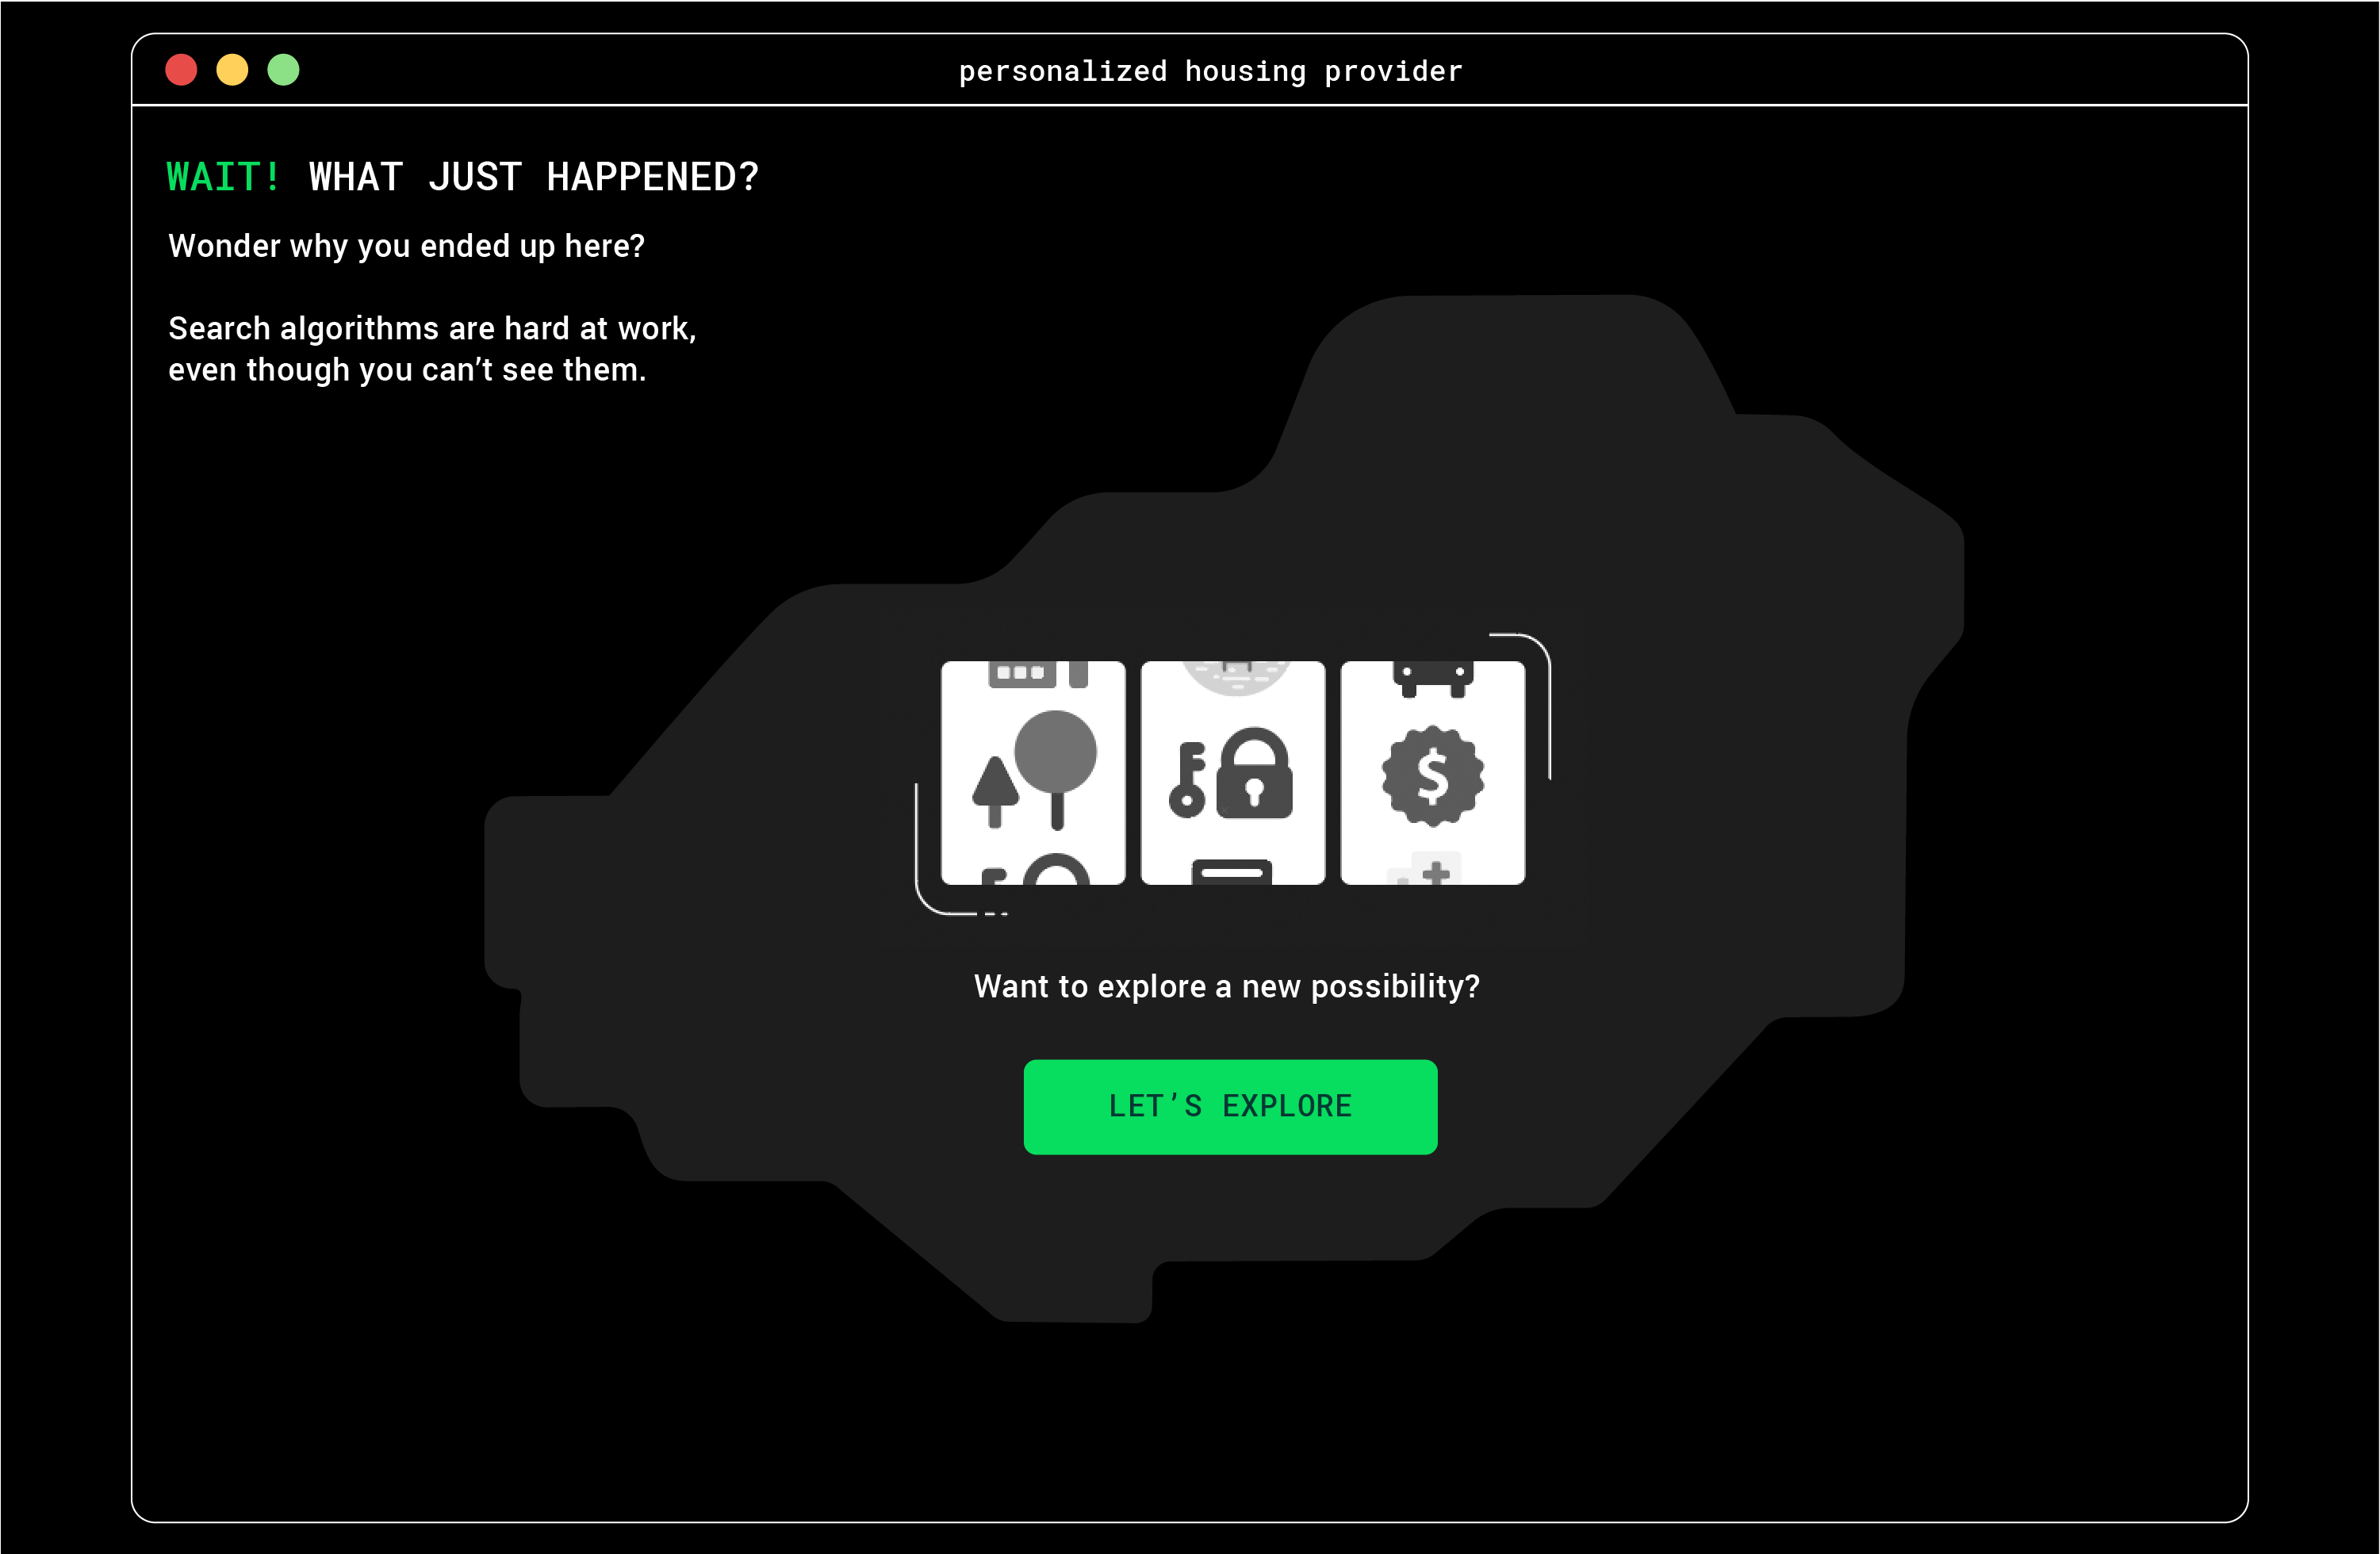 personalized housing provider
WAIT! WHAT JUST HAPPENED?
Wonder why you ended up here?
Search algorithms are hard at work,
even though you can’t see them.
$
Want to explore a new possibility?
LET’S EXPLORE